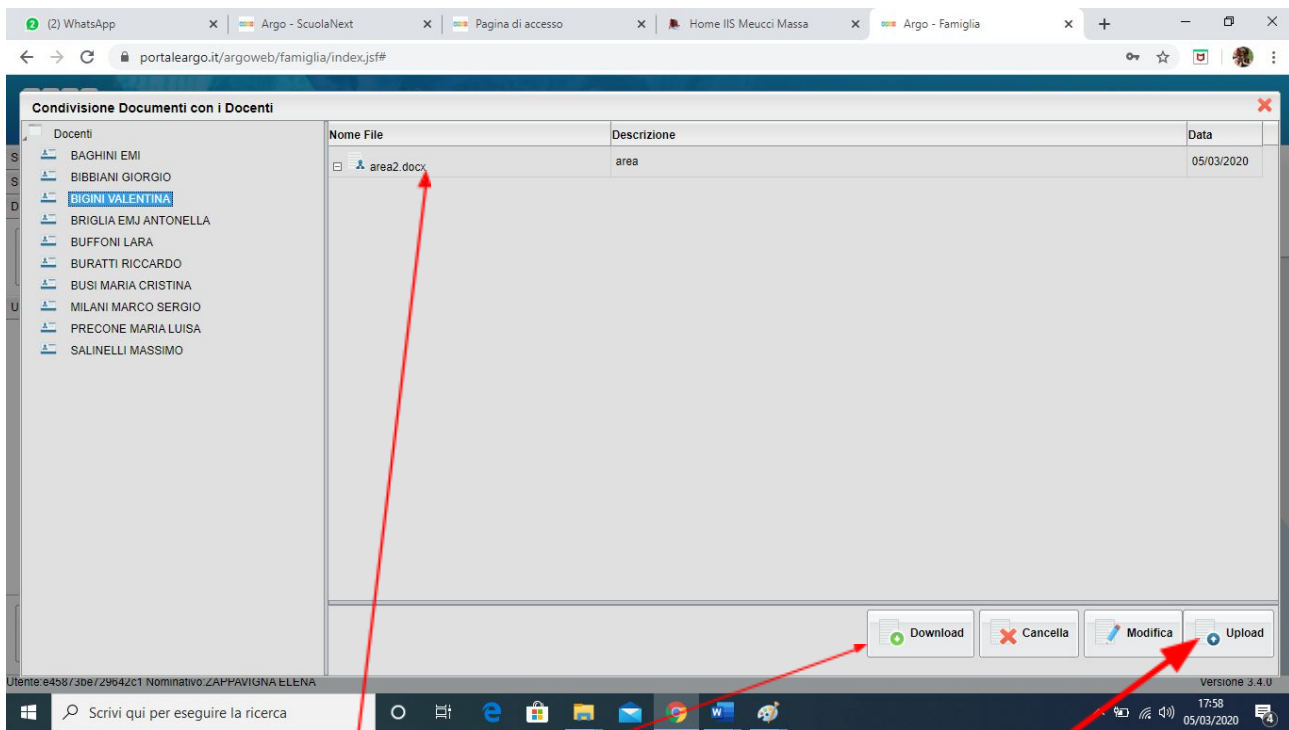 2 (2) WhatsApp
Argo - ScuolaNext
Pagina di accesso
Home IIS Meucci Massa
Argo - Famiglia
portaleargo.it/argoweb/famiglia/index.jsf#
Condivisione Documenti con i Docenti
Docenti
BAGHINI EMI
BIBBIANI GIORGIO
BIGINI VALENTINA
BRIGLIA EMJ ANTONELLA
BUFFONI LARA
BURATTI RICCARDO
BUSI MARIA CRISTINA
MILANI MARCO SERGIO
PRECONE MARIA LUISA
SALINELLI MASSIMO
Nome File Descrizione Data
area2.docx area 05/03/2020
Download Cancella Modifica Upload
Utente:e45873be729642c1 Nominativo:ZAPPAVIGNA ELENA Versione 3.4.0
Scrivi qui per eseguire la ricerca
17:58
05/03/2020
4